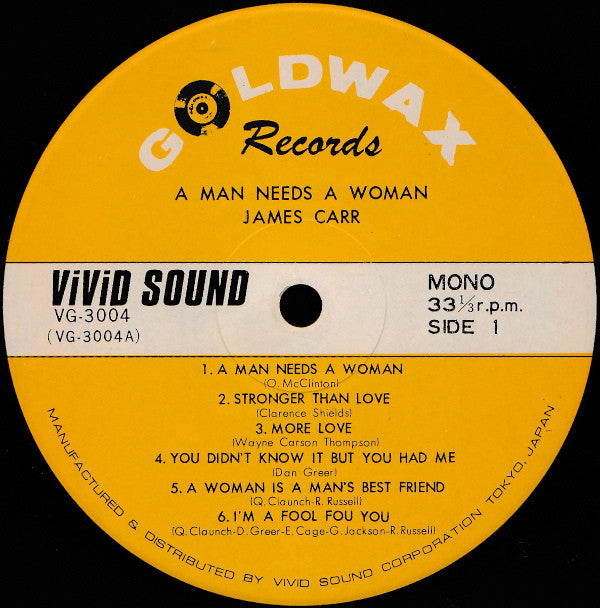 GOLDWAX
Records
A MAN NEEDS A WOMAN
JAMES CARR
ViViD SOUND
VG-3004
(VG-3004A)
MONO
33 1/3 r.p.m.
SIDE 1
1. A MAN NEEDS A WOMAN
(O. McClinton)
2. STRONGER THAN LOVE
(Clarence Shields)
3. MORE LOVE
(Wayne Carson Thompson)
4. YOU DIDN'T KNOW IT BUT YOU HAD ME
(Dan Greer)
5. A WOMAN IS A MAN'S BEST FRIEND
(Q. Claunch-R. Russell)
6. I'M A FOOL FOU YOU
(Q. Claunch-D. Greer-E. Cage-G. Jackson-R. Russell)
MANUFACTURED & DISTRIBUTED BY VIVID SOUND CORPORATION TOKYO, JAPAN